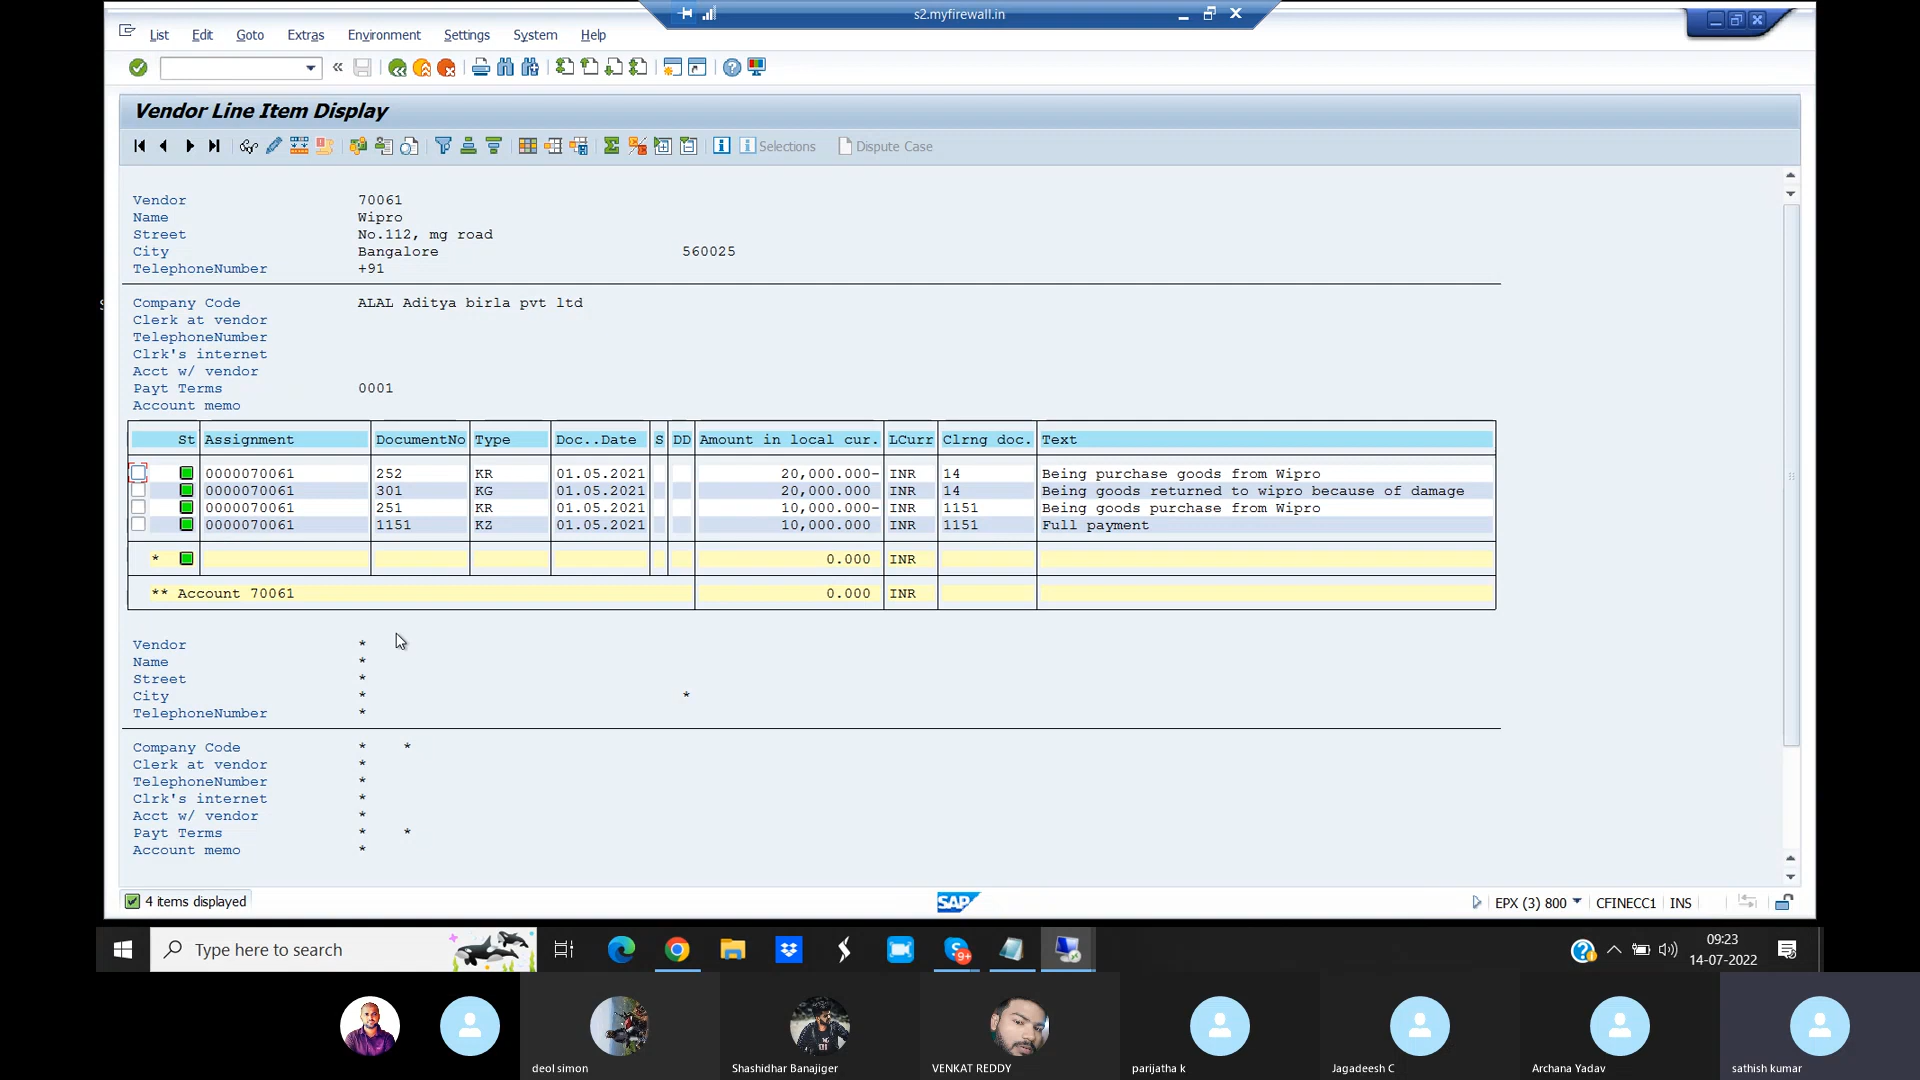 s2.myfirewall.in
List Edit Goto Extras Environment Settings System Help
Vendor Line Item Display
Selections Dispute Case
Vendor 70061
Name Wipro
Street No.112, mg road
City Bangalore 560025
TelephoneNumber +91
Company Code ALAL Aditya birla pvt ltd
Clerk at vendor
TelephoneNumber
Clrk's internet
Acct w/ vendor
Payt Terms 0001
Account memo
St Assignment DocumentNo Type Doc..Date S DD Amount in local cur. LCurr Clrng doc. Text
0000070061 252 KR 01.05.2021 20,000.000- INR 14 Being purchase goods from Wipro
0000070061 301 KG 01.05.2021 20,000.000 INR 14 Being goods returned to wipro because of damage
0000070061 251 KR 01.05.2021 10,000.000- INR 1151 Being goods purchase from Wipro
0000070061 1151 KZ 01.05.2021 10,000.000 INR 1151 Full payment
* 0.000 INR
** Account 70061 0.000 INR
Vendor *
Name *
Street *
City * *
TelephoneNumber *
Company Code * *
Clerk at vendor *
TelephoneNumber *
Clrk's internet *
Acct w/ vendor *
Payt Terms * *
Account memo *
4 items displayed SAP EPX (3) 800 CFINECC1 INS
Type here to search 9+ 09:23
14-07-2022
deol simon Shashidhar Banajiger VENKAT REDDY parijatha k Jagadeesh C Archana Yadav sathish kumar